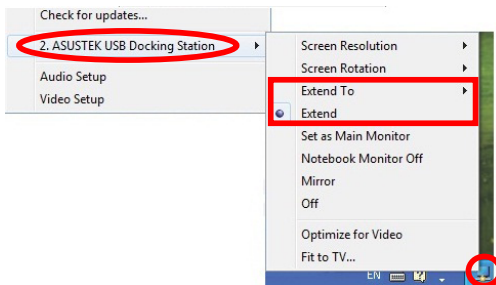 Check for updates...
2. ASUSTEK USB Docking Station
Audio Setup
Video Setup
Screen Resolution
Screen Rotation
Extend To
Extend
Set as Main Monitor
Notebook Monitor Off
Mirror
Off
Optimize for Video
Fit to TV...
EN